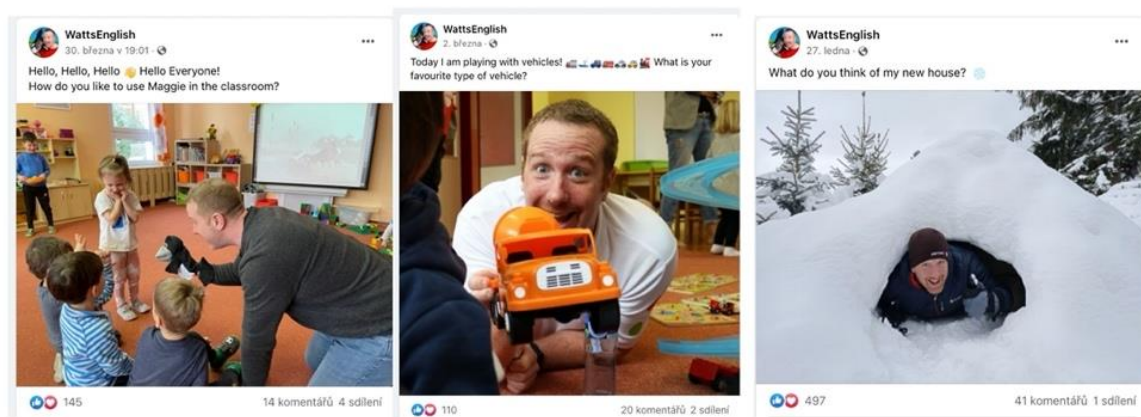 WattsEnglish
30. března v 19:01 ·
Hello, Hello, Hello 👋 Hello Everyone!
How do you like to use Maggie in the classroom?
145
14 komentářů 4 sdílení
WattsEnglish
2. března ·
Today I am playing with vehicles! What is your
favourite type of vehicle?
110
20 komentářů 2 sdílení
WattsEnglish
27. ledna ·
What do you think of my new house? ❄️
497
41 komentářů 1 sdílení